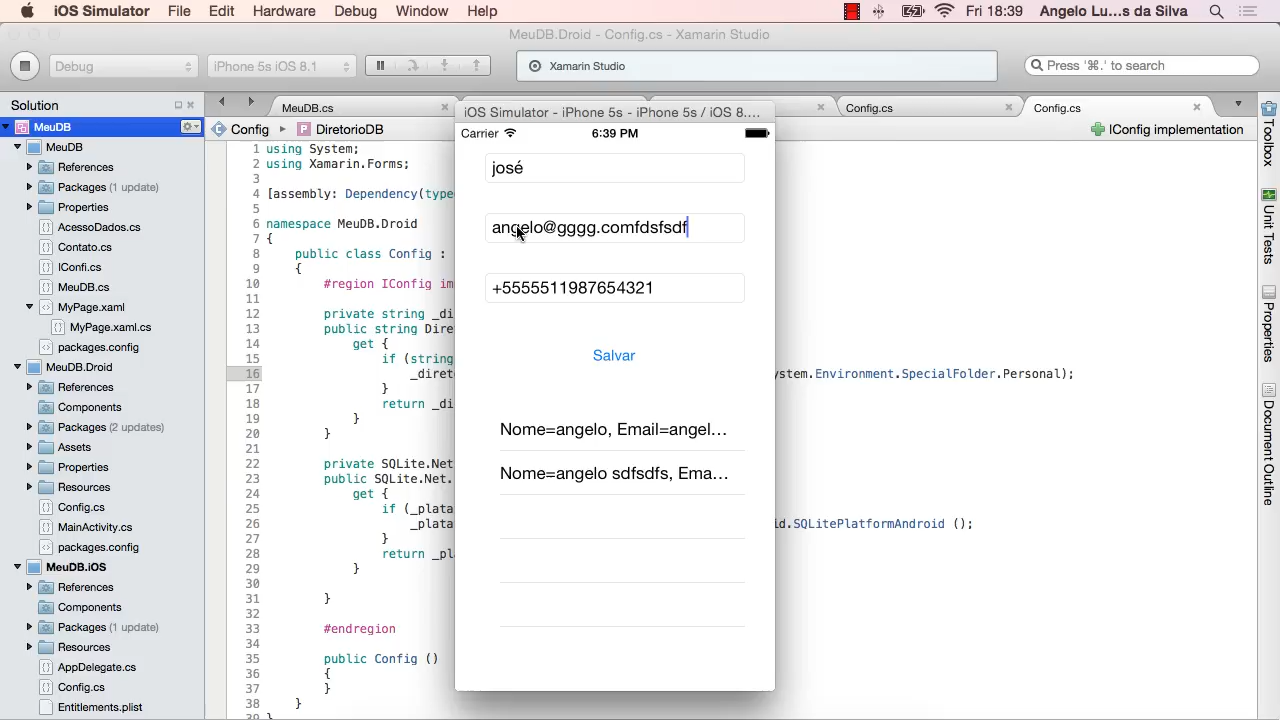 iOS Simulator File Edit Hardware Debug Window Help Fri 18:39 Angelo Lu...s da Silva
MeuDB.Droid - Config.cs - Xamarin Studio
Debug iPhone 5s iOS 8.1 Xamarin Studio Press '⌘.' to search
Solution
MeuDB.cs Config.cs Config.cs
Config DiretorioDB IConfig implementation
MeuDB
MeuDB
References
Packages (1 update)
Properties
AcessoDados.cs
Contato.cs
IConfi.cs
MeuDB.cs
MyPage.xaml
MyPage.xaml.cs
packages.config
MeuDB.Droid
References
Components
Packages (2 updates)
Assets
Properties
Resources
Config.cs
MainActivity.cs
packages.config
MeuDB.iOS
References
Components
Packages (1 update)
Resources
AppDelegate.cs
Config.cs
Entitlements.plist
1 using System;
2 using Xamarin.Forms;
3
4 [assembly: Dependency(type
5
6 namespace MeuDB.Droid
7 {
8 public class Config :
9 {
10 #region IConfig im
11
12 private string _di
13 public string Dire
14 get {
15 if (string
16 _diret ystem.Environment.SpecialFolder.Personal);
17 }
18 return _di
19 }
20 }
21
22 private SQLite.Net
23 public SQLite.Net.
24 get {
25 if (_plata
26 _plata id.SQLitePlatformAndroid ();
27 }
28 return _pl
29 }
30
31 }
32
33 #endregion
34
35 public Config ()
36 {
37 }
38 }
39 }
iOS Simulator - iPhone 5s - iPhone 5s / iOS 8....
Carrier 6:39 PM
josé
angelo@gggg.comfdsfsdf
+5555511987654321
Salvar
Nome=angelo, Email=angel...
Nome=angelo sdfsdfs, Ema...
Toolbox
Unit Tests
Properties
Document Outline